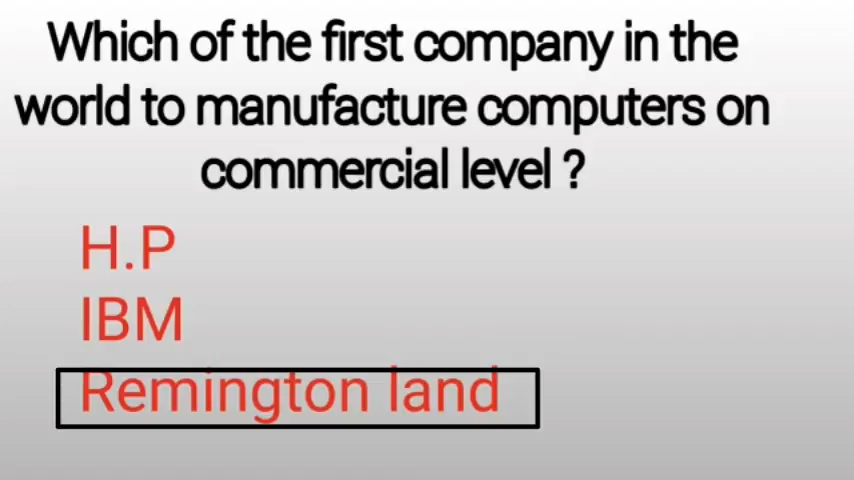 Which of the first company in the
world to manufacture computers on
commercial level ?
H.P
IBM
Remington land